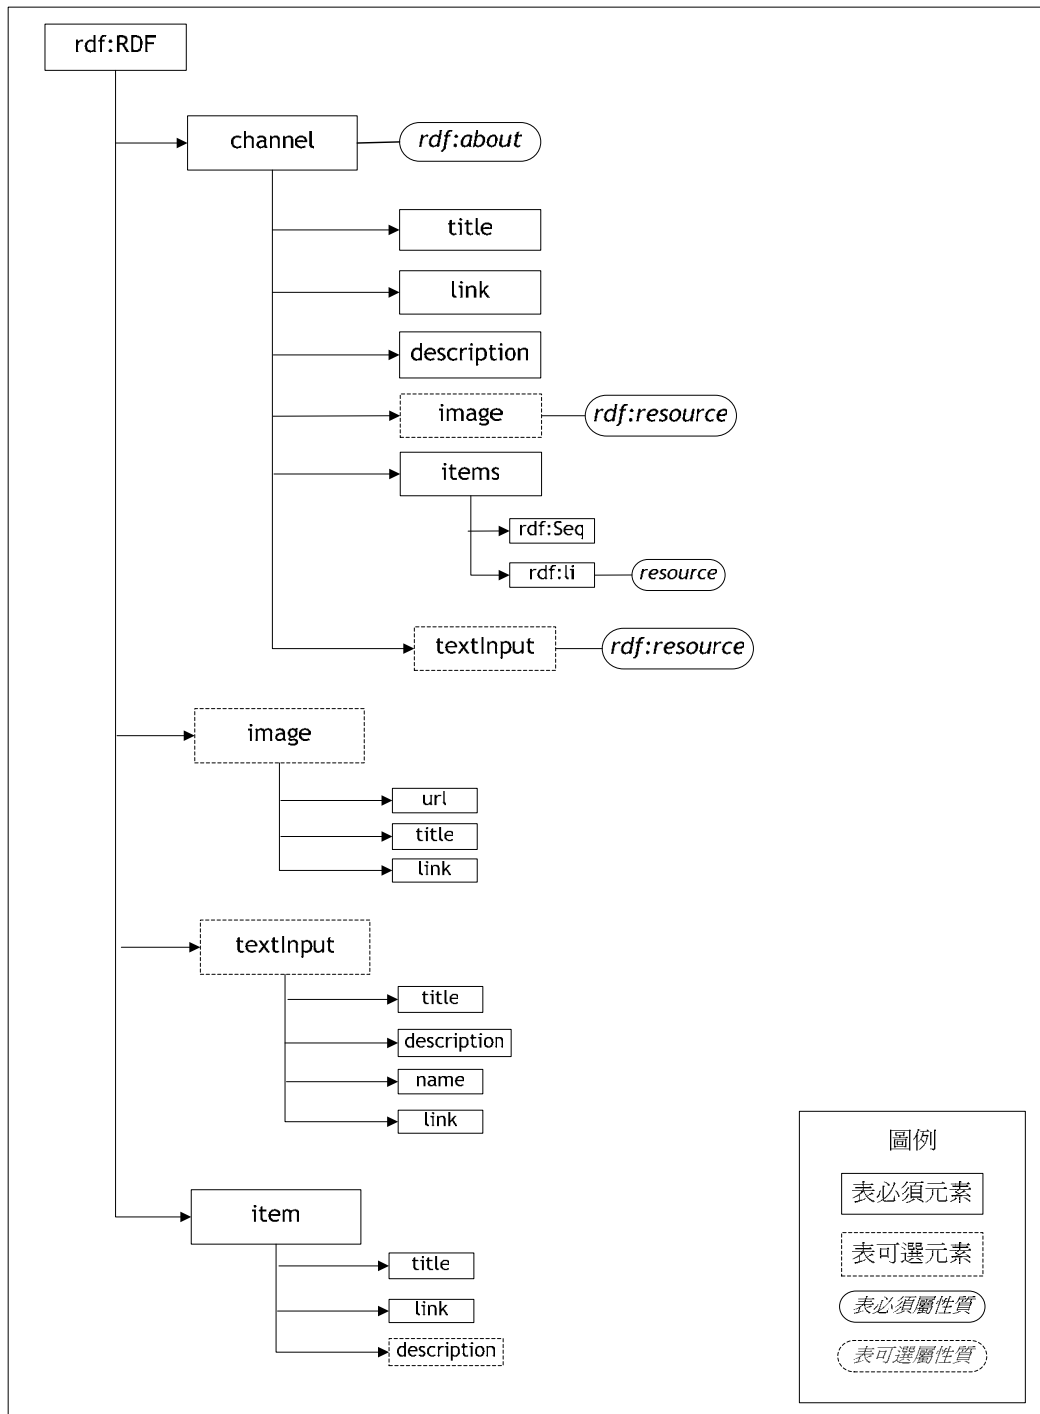 rdf:RDF
channel
rdf:about
title
link
description
image
rdf:resource
items
rdf:Seq
rdf:li
resource
textInput
rdf:resource
image
url
title
link
textInput
title
description
name
link
item
title
link
description
圖例
表必須元素
表可選元素
表必須屬性質
表可選屬性質